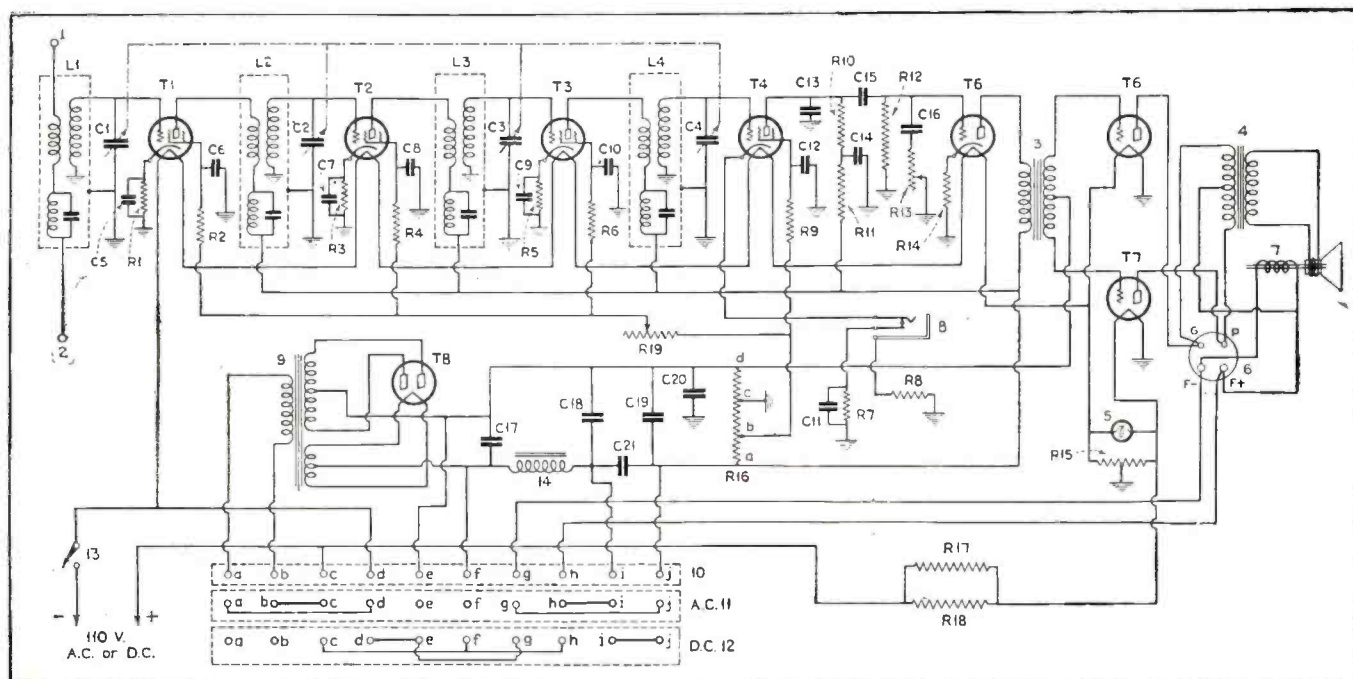 1
L1
T1
L2
T2
L3
T3
L4
T4
R10
C13
C15
R12
T5
T6
C1
C2
C3
C4
C16
3
4
C6
C7
C8
C9
C10
C12
C14
R13
C5
R1
R2
R3
R4
R5
R6
R9
R11
R14
T7
7
2
R19
8
G
P
6
F-
F+
9
T8
C20
d
c
b
a
R16
C18
C19
C11
R7
R8
C17
C21
5
R15
14
13
- +
110 V.
A.C. or D.C.
a b c d e f g h i j 10
a b c d e f g h i j A.C. 11
a b c d e f g h i j D.C. 12
R17
R18